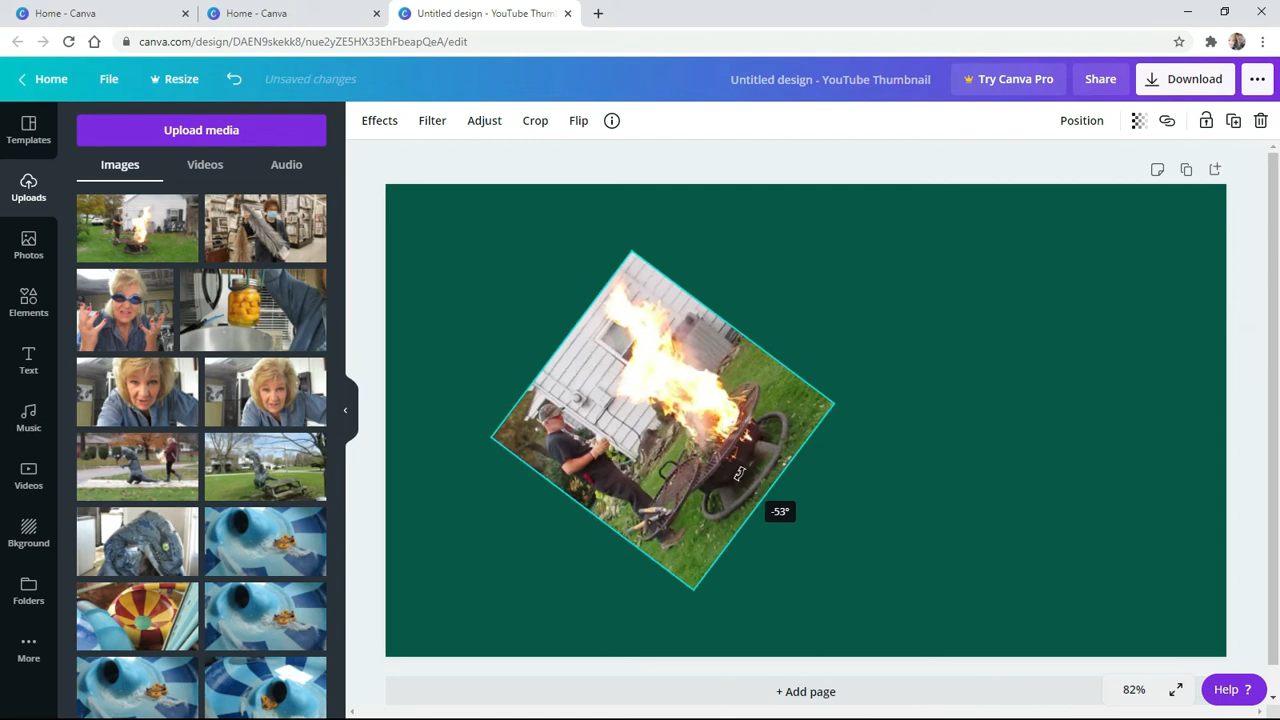 Home - Canva
Home - Canva
Untitled design - YouTube Thumb
canva.com/design/DAEN9skekk8/nue2yZE5HX33EhFbeapQeA/edit
Home File Resize Unsaved changes Untitled design - YouTube Thumbnail Try Canva Pro Share Download
Templates
Uploads
Photos
Elements
Text
Music
Videos
Bkground
Folders
More
Upload media
Images Videos Audio
Effects Filter Adjust Crop Flip Position
-53°
+ Add page
82%
Help ?